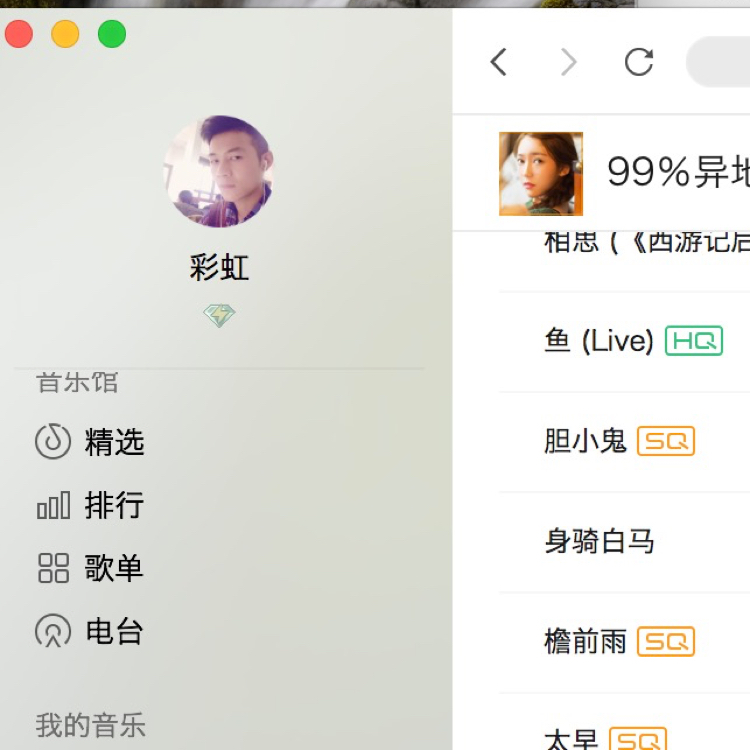 彩虹
音乐馆
精选
排行
歌单
电台
我的音乐
99%异地
相思 (《西游记后
鱼 (Live) HQ
胆小鬼 SQ
身骑白马
檐前雨 SQ
太早 SQ